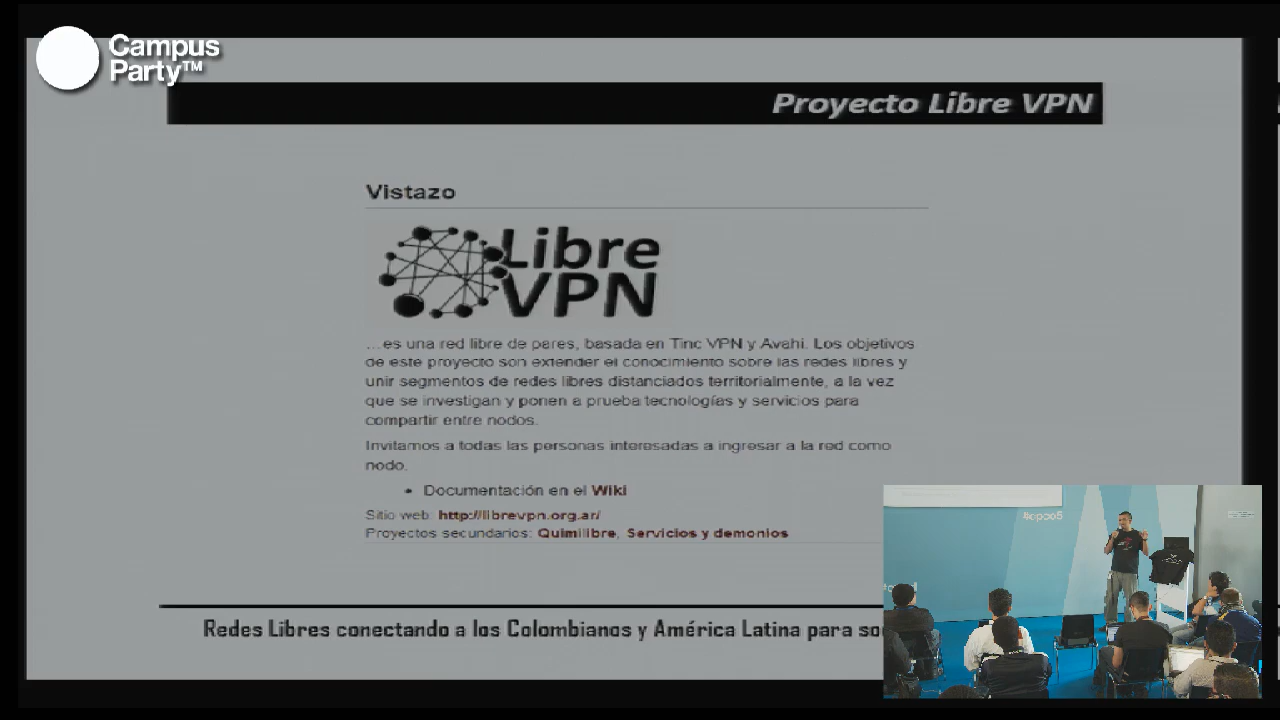 Campus
Party™
Proyecto Libre VPN
Vistazo
Libre
VPN
...es una red libre de pares, basada en Tinc VPN y Avahi. Los objetivos
de este proyecto son extender el conocimiento sobre las redes libres y
unir segmentos de redes libres distanciados territorialmente, a la vez
que se investigan y ponen a prueba tecnologías y servicios para
compartir entre nodos.
Invitamos a todas las personas interesadas a ingresar a la red como
nodo.
• Documentación en el Wiki
Sitio web: http://librevpn.org.ar/
Proyectos secundarios: Quimilibre, Servicios y demonios
Redes Libres conectando a los Colombianos y América Latina para